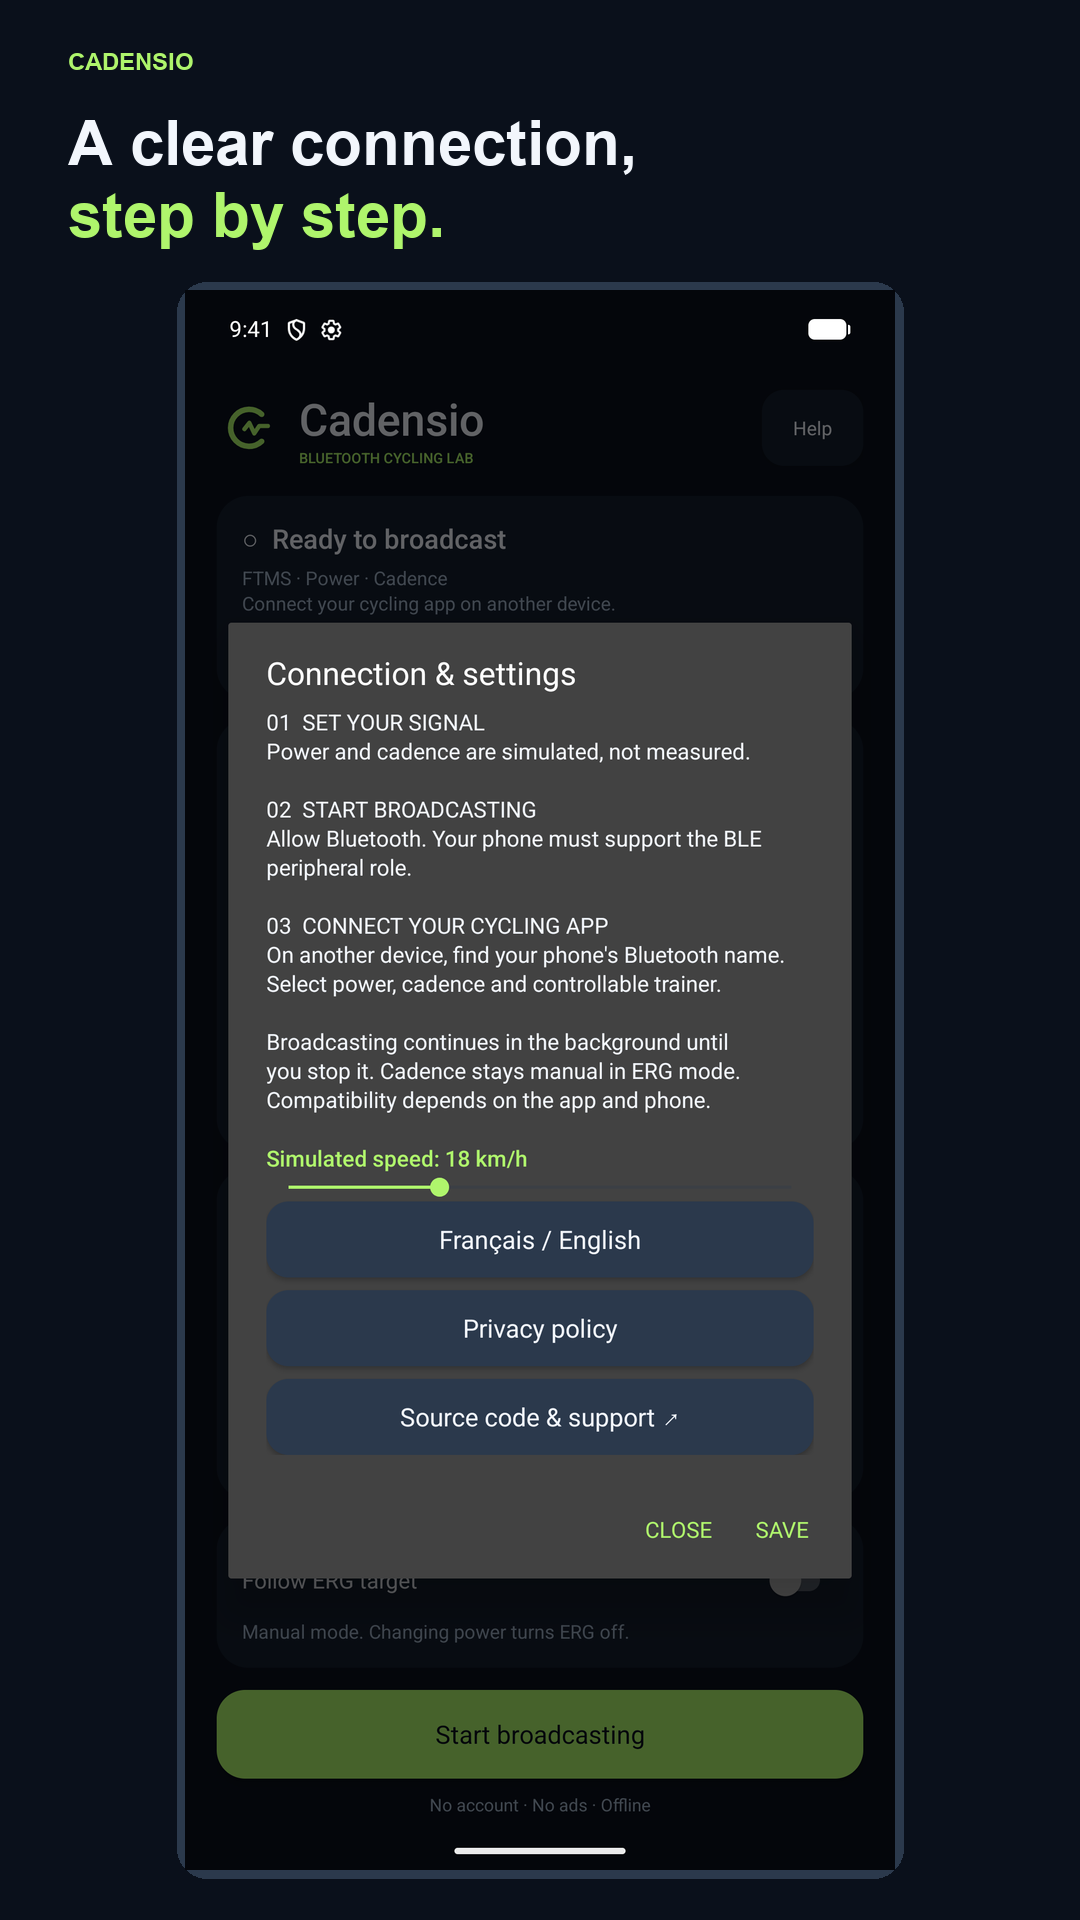 CADENSIO
A clear connection,
step by step.
9:41
Cadensio
BLUETOOTH CYCLING LAB
Help
Ready to broadcast
FTMS · Power · Cadence
Connect your cycling app on another device.
Connection & settings
01 SET YOUR SIGNAL
Power and cadence are simulated, not measured.
02 START BROADCASTING
Allow Bluetooth. Your phone must support the BLE
peripheral role.
03 CONNECT YOUR CYCLING APP
On another device, find your phone's Bluetooth name.
Select power, cadence and controllable trainer.
Broadcasting continues in the background until
you stop it. Cadence stays manual in ERG mode.
Compatibility depends on the app and phone.
Simulated speed: 18 km/h
Français / English
Privacy policy
Source code & support ↗
CLOSE SAVE
Follow ERG target
Manual mode. Changing power turns ERG off.
Start broadcasting
No account · No ads · Offline